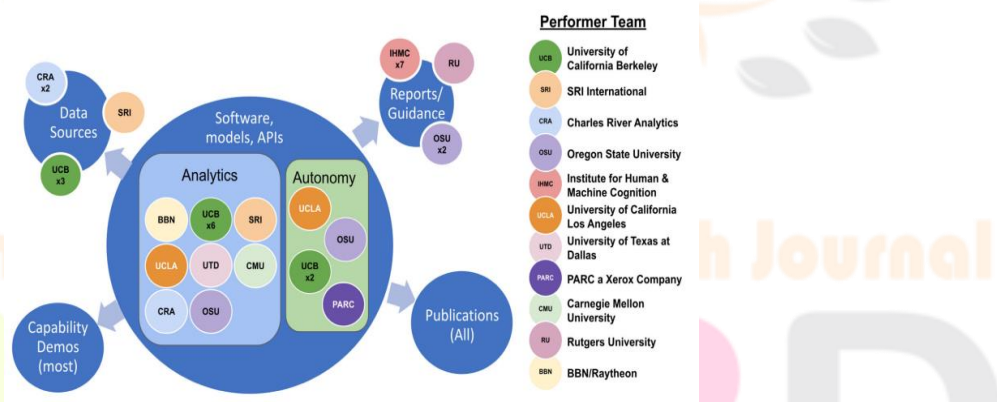 Performer Team
UCB
University of
California Berkeley
SRI
SRI International
CRA
Charles River Analytics
OSU
Oregon State University
IHMC
Institute for Human &
Machine Cognition
UCLA
University of California
Los Angeles
UTD
University of Texas at
Dallas
PARC
PARC a Xerox Company
CMU
Carnegie Mellon
University
RU
Rutgers University
BBN
BBN/Raytheon
CRA
x2
SRI
Data
Sources
UCB
x3
IHMC
x7
RU
Reports/
Guidance
OSU
x2
Software,
models, APIs
Analytics
BBN
UCB
x6
SRI
UCLA
UTD
CMU
CRA
OSU
Autonomy
UCLA
OSU
UCB
x2
PARC
Capability
Demos
(most)
Publications
(All)
h Journal